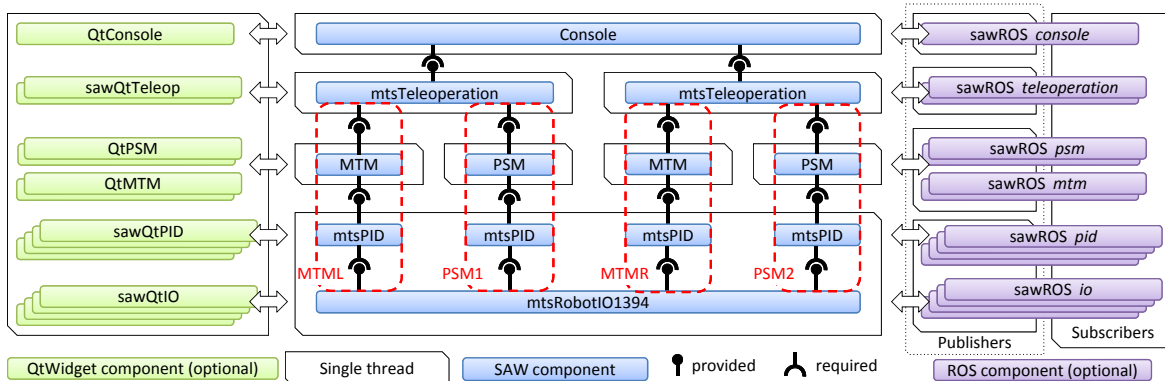 QtConsole
Console
sawROS console
sawQtTeleop
mtsTeleoperation
mtsTeleoperation
sawROS teleoperation
QtPSM
MTM
PSM
MTM
PSM
sawROS psm
QtMTM
sawROS mtm
sawQtPID
mtsPID
mtsPID
mtsPID
mtsPID
sawROS pid
MTML
PSM1
MTMR
PSM2
sawQtIO
mtsRobotIO1394
sawROS io
Publishers
Subscribers
QtWidget component (optional)
Single thread
SAW component
provided
required
ROS component (optional)